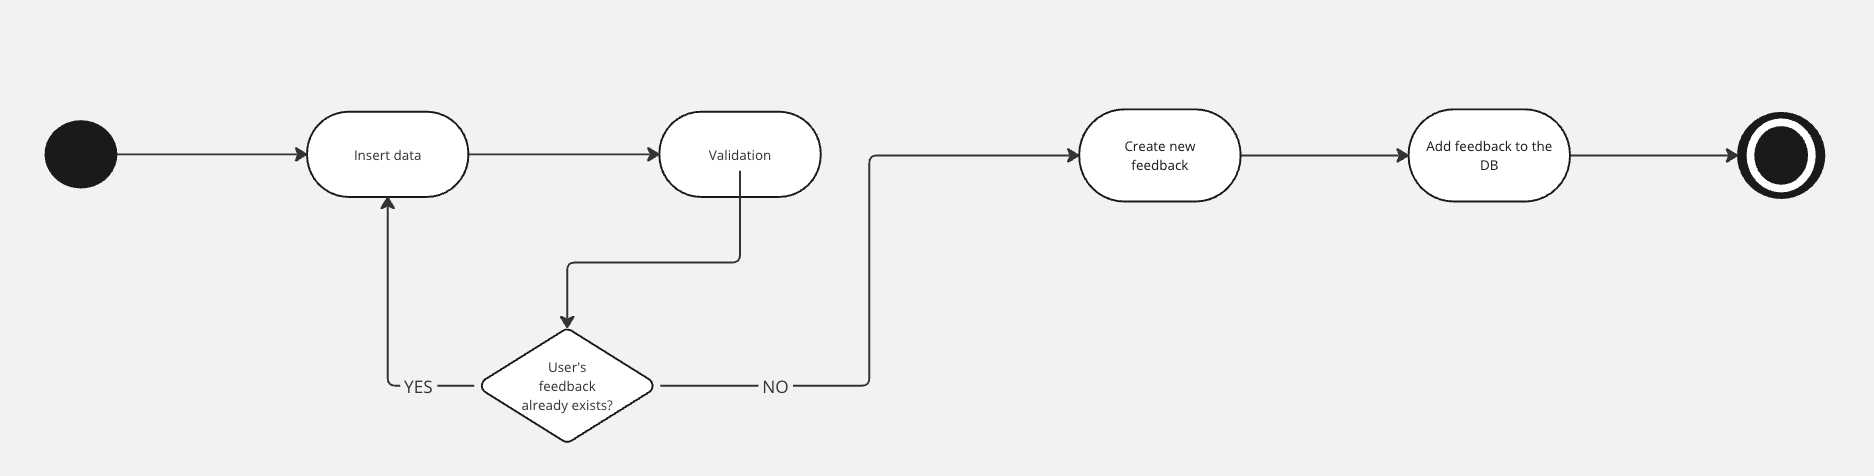 Insert data
Validation
Create new
feedback
Add feedback to the
DB
User's
feedback
already exists?
YES
NO